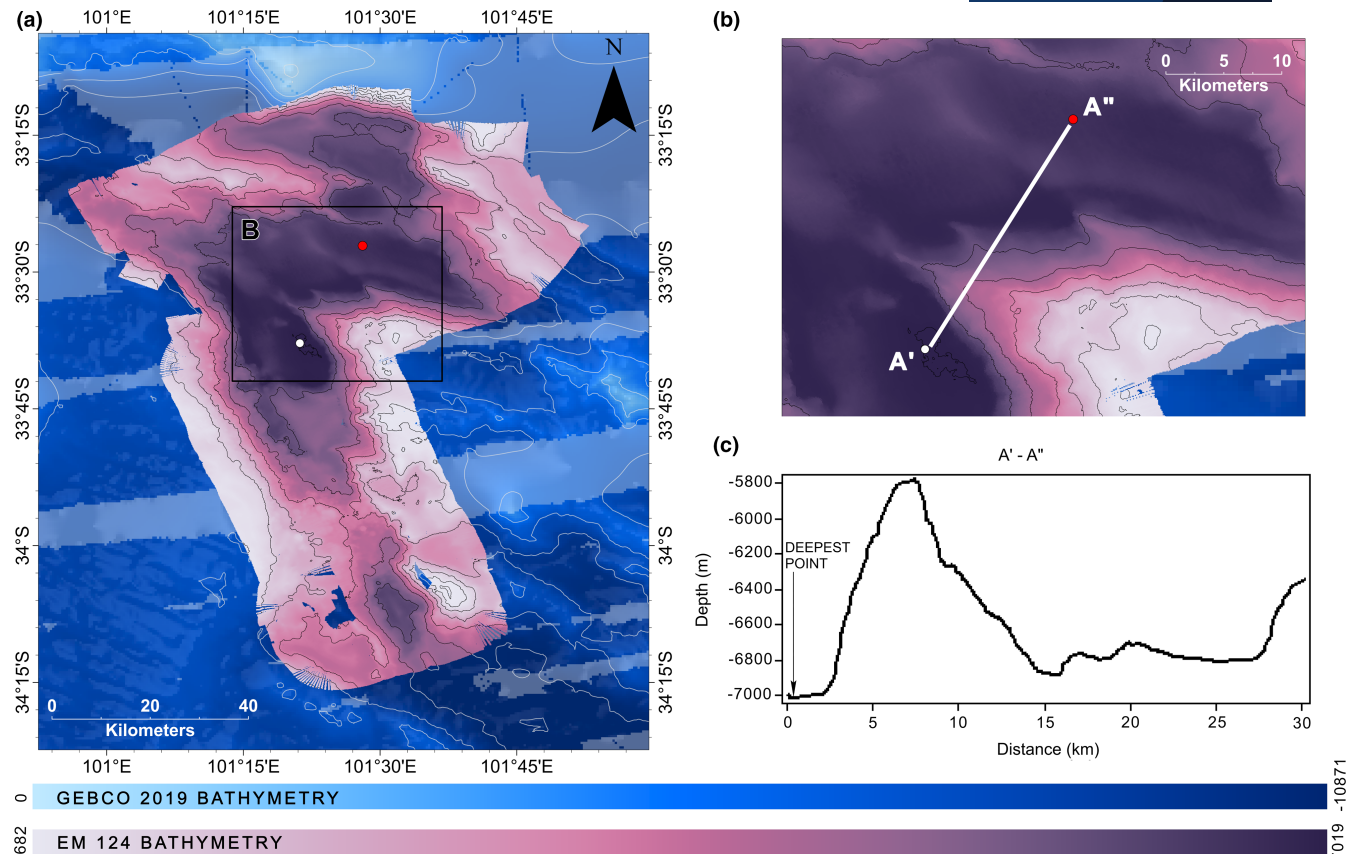 (a)
101°E 101°15'E 101°30'E 101°45'E
N
33°15'S 33°30'S 33°45'S 34°S 34°15'S
B
33°15'S 33°30'S 33°45'S 34°S 34°15'S
0 20 40
Kilometers
101°E 101°15'E 101°30'E 101°45'E
(b)
0 5 10
Kilometers
A"
A'
(c)
A' - A"
-5800
-6000
-6200
-6400
-6600
-6800
-7000
Depth (m)
DEEPEST
POINT
0 5 10 15 20 25 30
Distance (km)
0 GEBCO 2019 BATHYMETRY -10871
682 EM 124 BATHYMETRY 7019